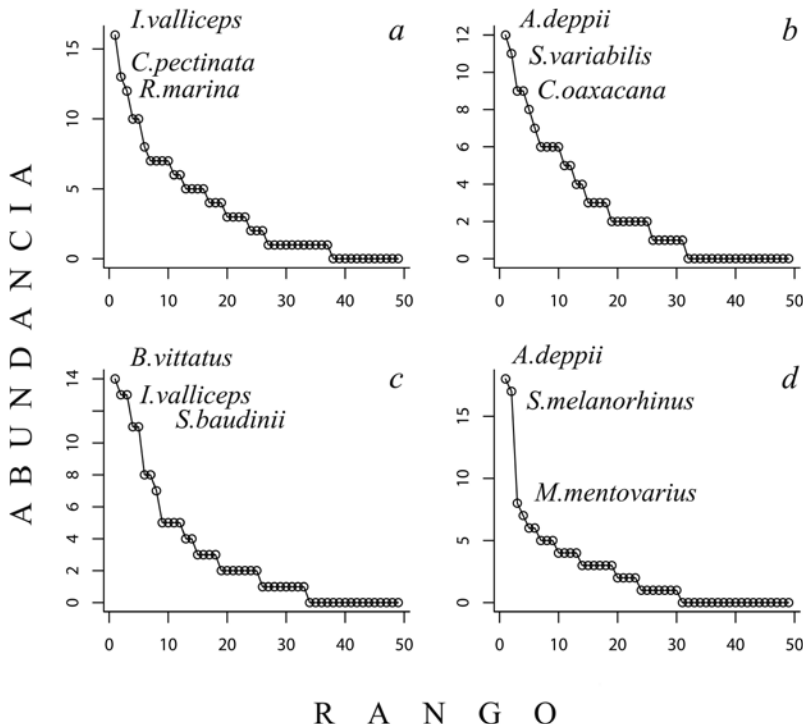 I.valliceps
a
C.pectinata
R.marina
15
10
5
0
0 10 20 30 40 50
A.deppii
b
S.variabilis
C.oaxacana
12
10
8
6
4
2
0
0 10 20 30 40 50
B.vittatus
c
I.valliceps
S.baudinii
14
10
8
6
4
2
0
0 10 20 30 40 50
A.deppii
d
S.melanorhinus
M.mentovarius
15
10
5
0
0 10 20 30 40 50
ABUNDANCIA
RANGO